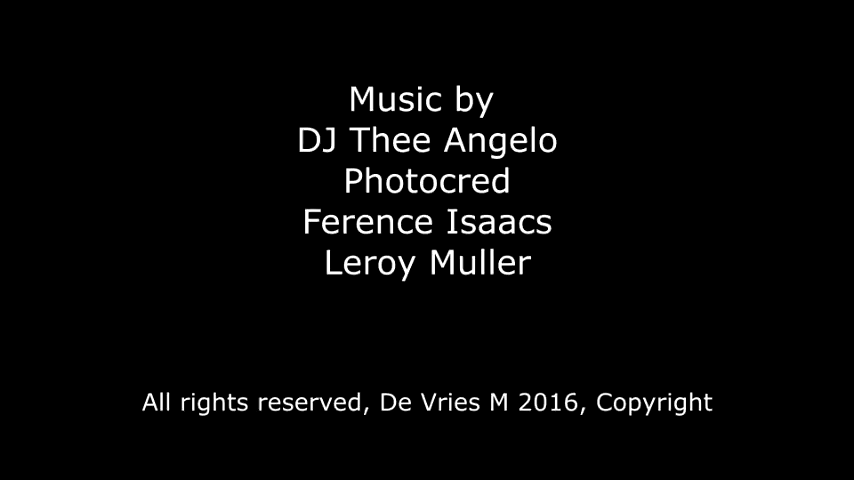 Music by
DJ Thee Angelo
Photocred
Ference Isaacs
Leroy Muller
All rights reserved, De Vries M 2016, Copyright